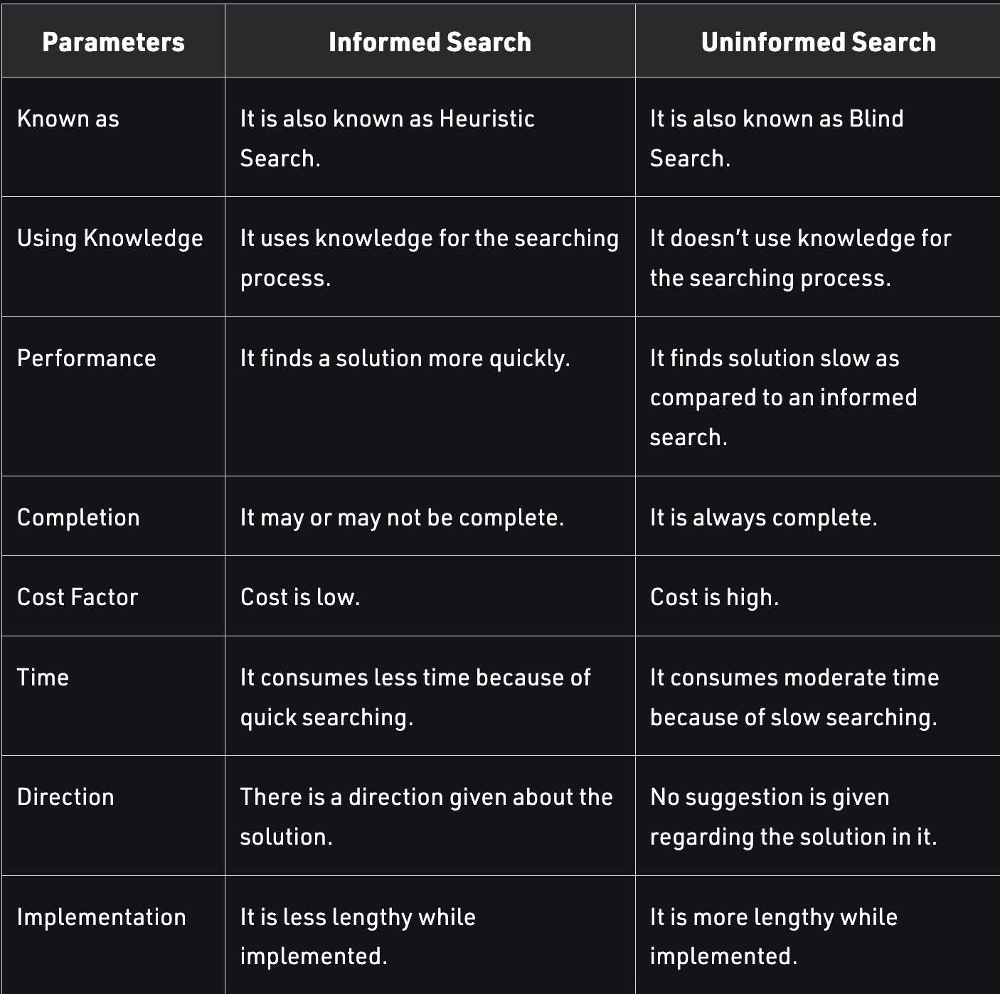 Parameters Informed Search Uninformed Search
Known as It is also known as Heuristic It is also known as Blind
Search. Search.
Using Knowledge It uses knowledge for the searching It doesn’t use knowledge for
process. the searching process.
Performance It finds a solution more quickly. It finds solution slow as
compared to an informed
search.
Completion It may or may not be complete. It is always complete.
Cost Factor Cost is low. Cost is high.
Time It consumes less time because of It consumes moderate time
quick searching. because of slow searching.
Direction There is a direction given about the No suggestion is given
solution. regarding the solution in it.
Implementation It is less lengthy while It is more lengthy while
implemented. implemented.